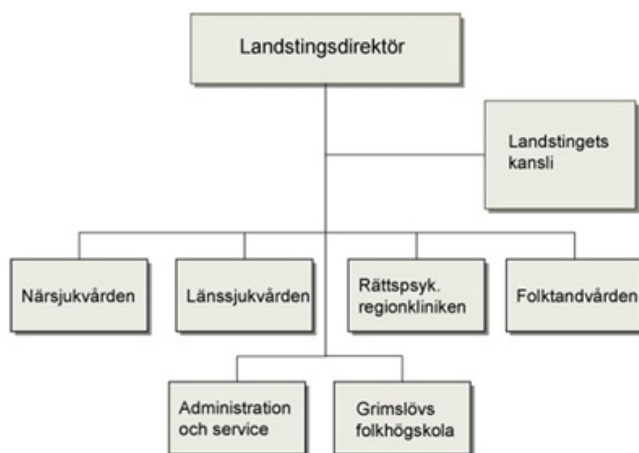 Landstingsdirektör
Landstingets
kansli
Närsjukvården
Länssjukvården
Rättspsyk.
regionkliniken
Folktandvården
Administration
och service
Grimslövs
folkhögskola